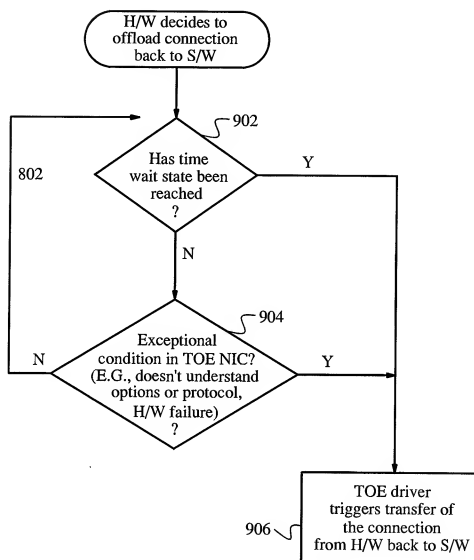 H/W decides to
offload connection
back to S/W
902
802
Has time
wait state been
reached
?
Y
N
904
Exceptional
condition in TOE NIC?
(E.G., doesn't understand
options or protocol,
H/W failure)
?
N
Y
TOE driver
triggers transfer of
the connection
from H/W back to S/W
906